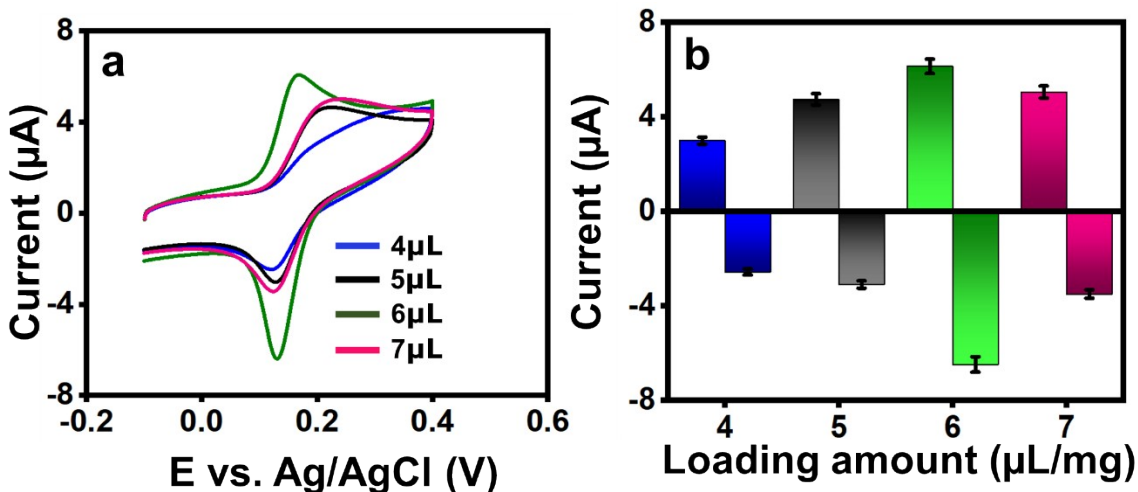 a
Current (µA)
8
4
0
-4
-8
-0.2
0.0
0.2
0.4
0.6
E vs. Ag/AgCl (V)
4µL
5µL
6µL
7µL
b
Current (µA)
8
4
0
-4
-8
4
5
6
7
Loading amount (µL/mg)